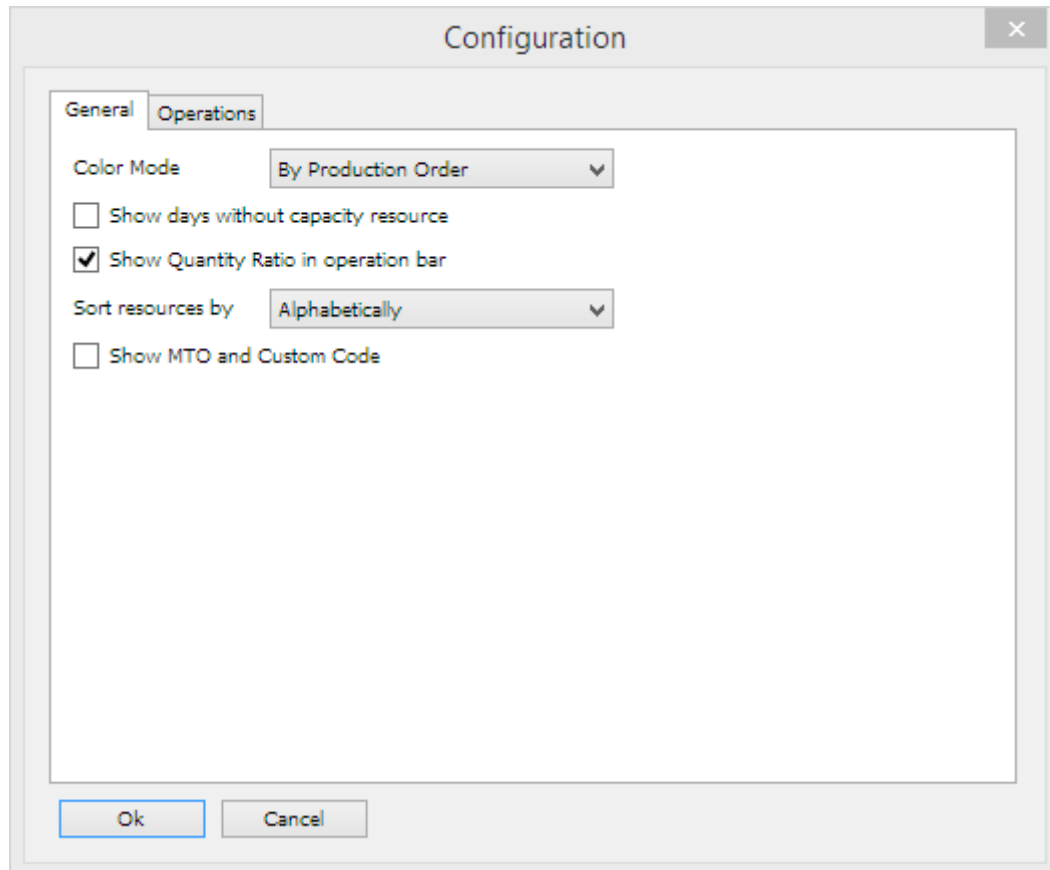 Configuration
General Operations
Color Mode By Production Order
Show days without capacity resource
Show Quantity Ratio in operation bar
Sort resources by Alphabetically
Show MTO and Custom Code
Ok Cancel